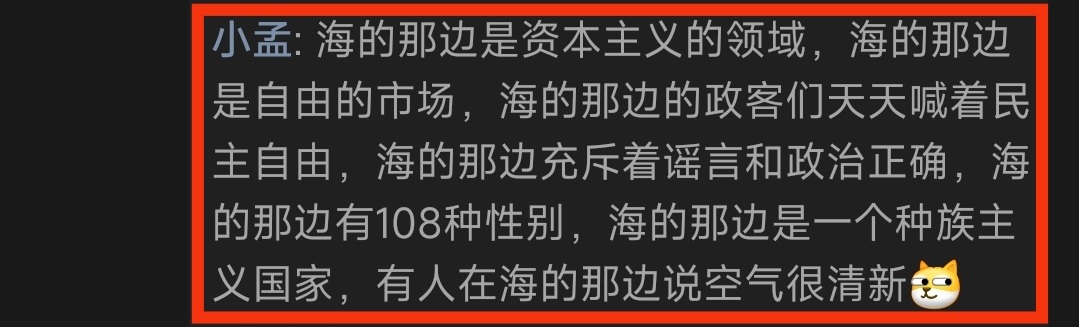 小孟: 海的那边是资本主义的领域，海的那边
是自由的市场，海的那边的政客们天天喊着民
主自由，海的那边充斥着谣言和政治正确，海
的那边有108种性别，海的那边是一个种族主
义国家，有人在海的那边说空气很清新